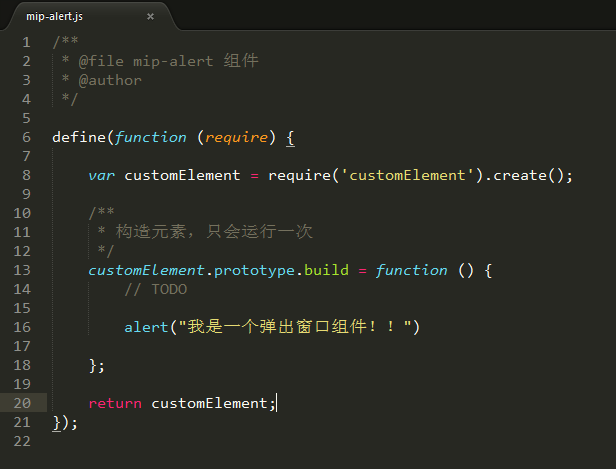 mip-alert.js ×
1 /**
2  * @file mip-alert 组件
3  * @author
4  */
5
6 define(function (require) {
7
8     var customElement = require('customElement').create();
9
10     /**
11      * 构造元素，只会运行一次
12      */
13     customElement.prototype.build = function () {
14         // TODO
15
16         alert("我是一个弹出窗口组件！！")
17
18     };
19
20     return customElement;
21 });
22